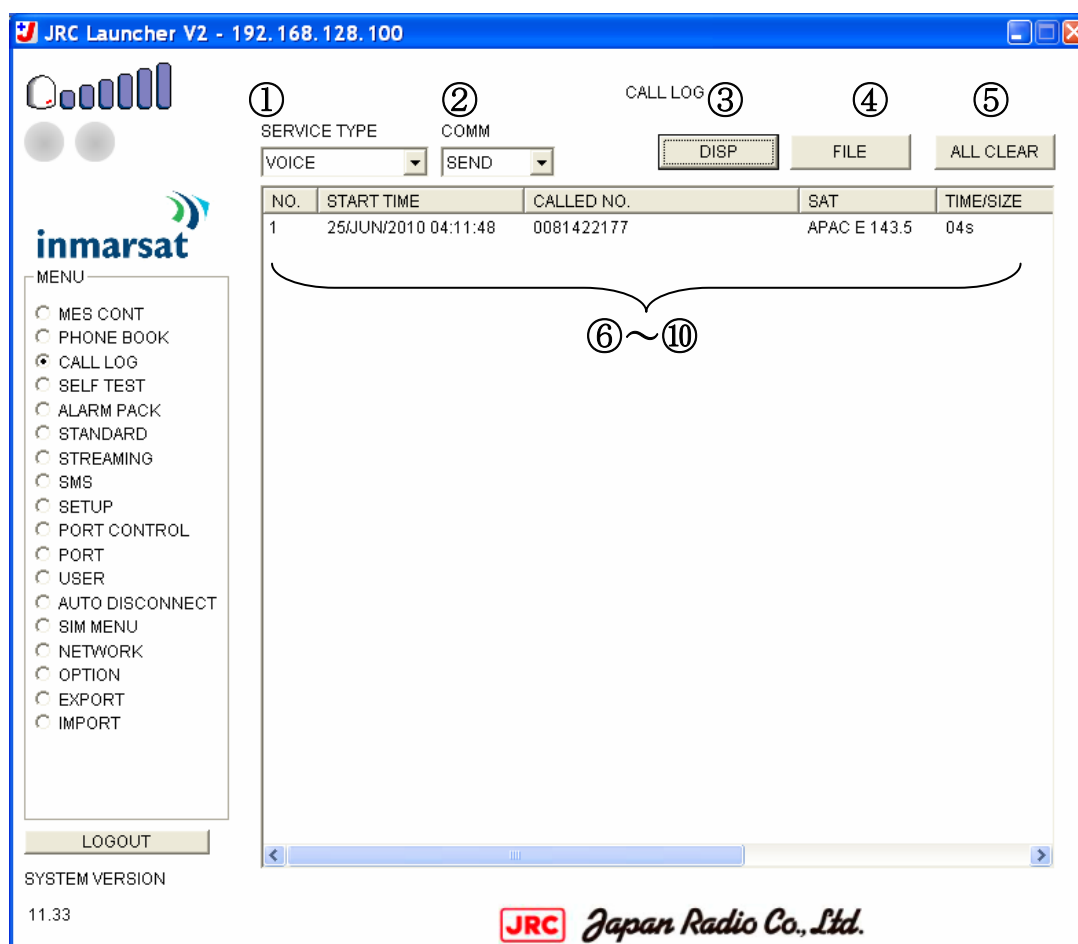 JRC Launcher V2 - 192.168.128.100
① ② CALL LOG ③ ④ ⑤
SERVICE TYPE COMM
VOICE SEND DISP FILE ALL CLEAR
NO. START TIME CALLED NO. SAT TIME/SIZE
1 25/JUN/2010 04:11:48 0081422177 APAC E 143.5 04s
⑥～⑩
inmarsat
MENU
MES CONT
PHONE BOOK
CALL LOG
SELF TEST
ALARM PACK
STANDARD
STREAMING
SMS
SETUP
PORT CONTROL
PORT
USER
AUTO DISCONNECT
SIM MENU
NETWORK
OPTION
EXPORT
IMPORT
LOGOUT
SYSTEM VERSION
11.33
JRC Japan Radio Co., Ltd.